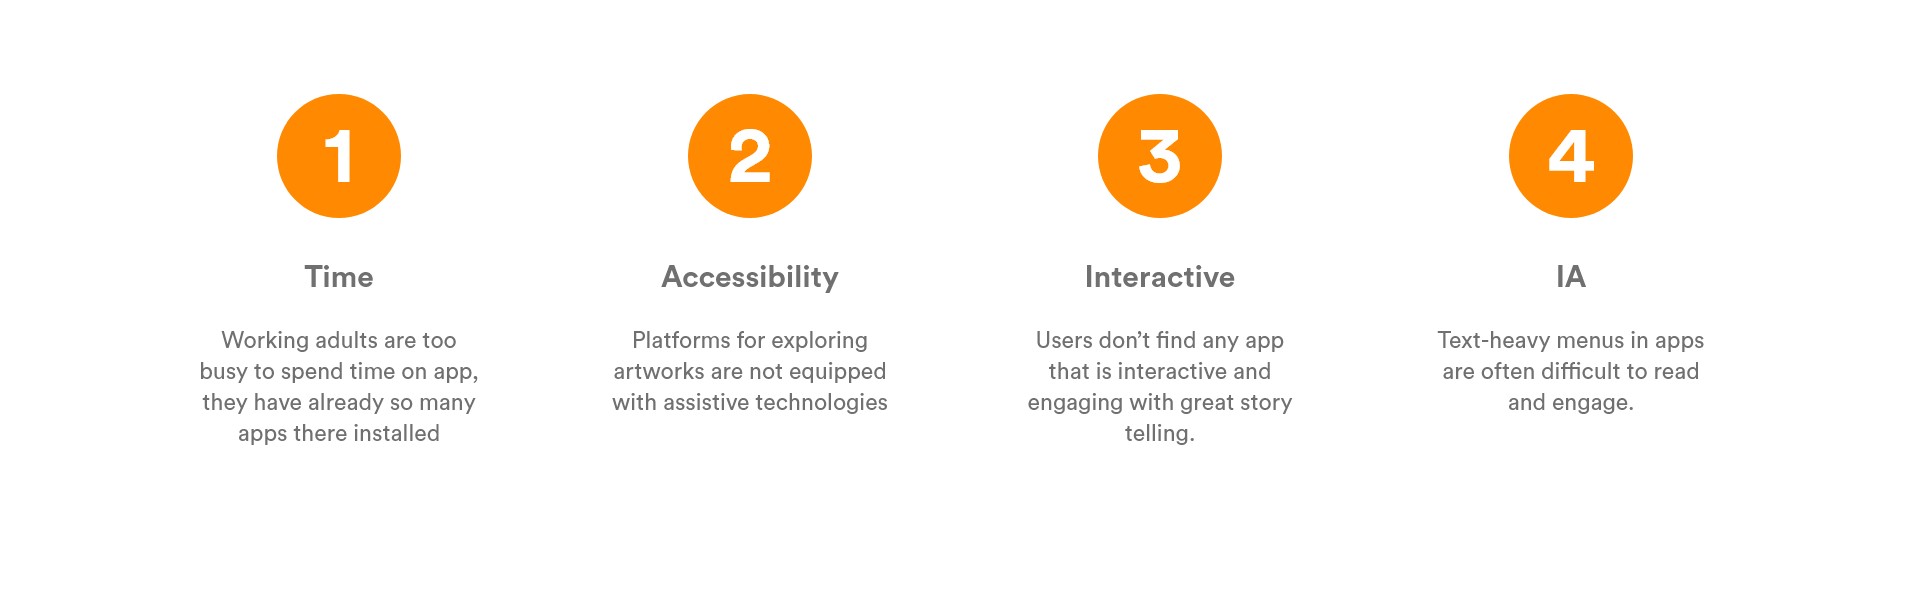 1
Time
Working adults are too
busy to spend time on app,
they have already so many
apps there installed
2
Accessibility
Platforms for exploring
artworks are not equipped
with assistive technologies
3
Interactive
Users don’t find any app
that is interactive and
engaging with great story
telling.
4
IA
Text-heavy menus in apps
are often difficult to read
and engage.